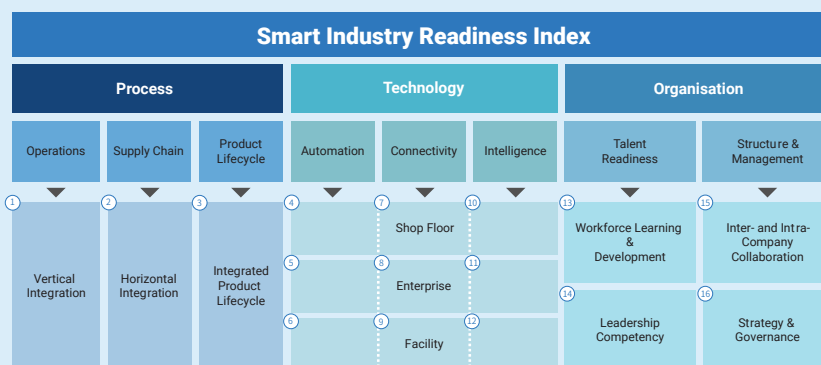 Smart Industry Readiness Index
Process
Technology
Organisation
Operations
Supply Chain
Product
Lifecycle
Automation
Connectivity
Intelligence
Talent
Readiness
Structure &
Management
1
Vertical
Integration
2
Horizontal
Integration
3
Integrated
Product
Lifecycle
4
7
10
Shop Floor
5
8
11
Enterprise
6
9
12
Facility
13
Workforce Learning
&
Development
15
Inter- and Intra-
Company
Collaboration
14
Leadership
Competency
16
Strategy &
Governance